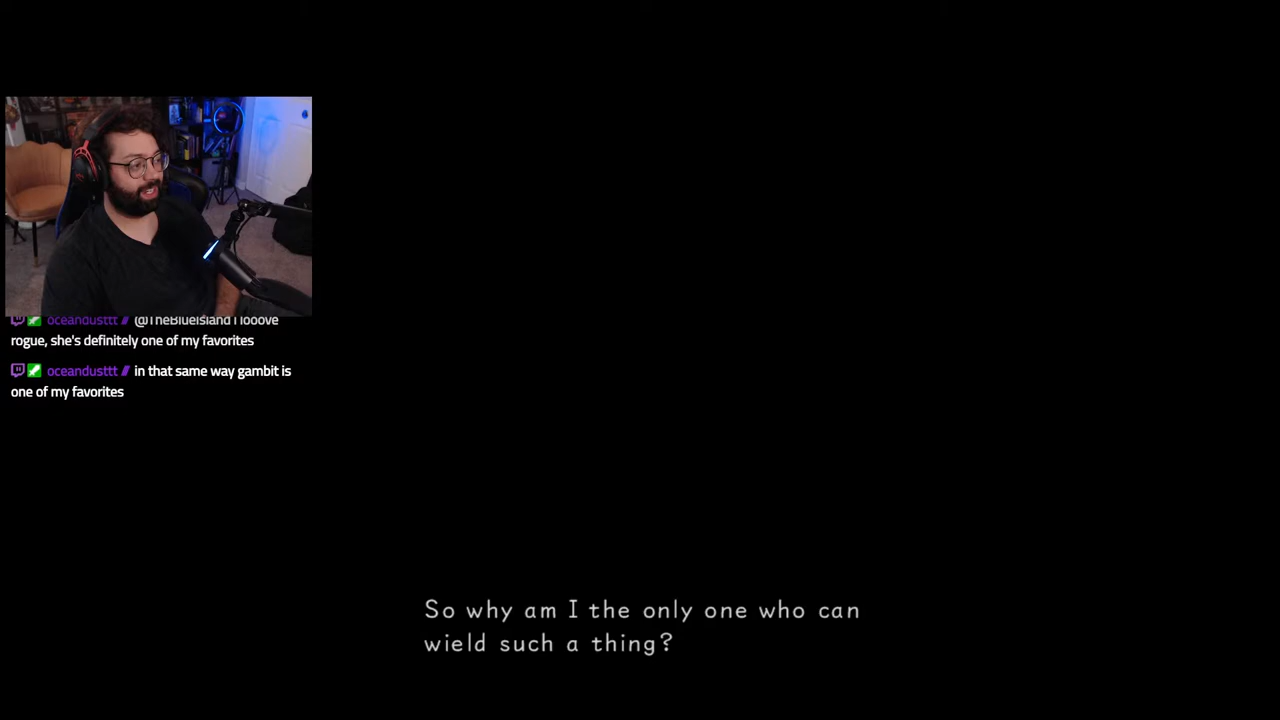 oceandusttt // @TheBlueIsland I looove
rogue, she's definitely one of my favorites
oceandusttt // in that same way gambit is
one of my favorites
So why am I the only one who can
wield such a thing?